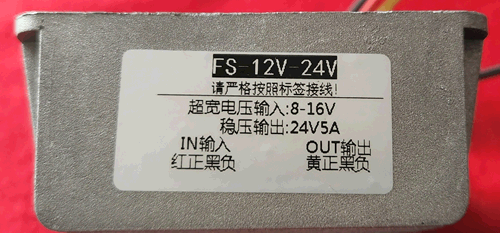 FS-12V-24V
请严格按照标签接线!
超宽电压输入:8-16V
稳压输出:24V5A
IN输入 OUT输出
红正黑负 黄正黑负